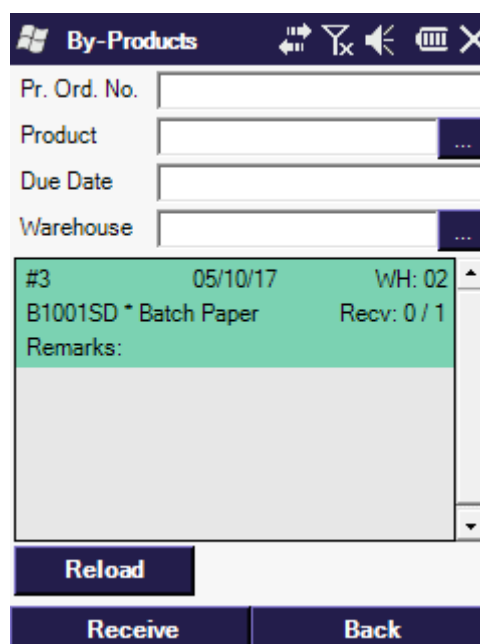 By-Products
Pr. Ord. No.
Product
...
Due Date
Warehouse
...
#3 05/10/17 WH: 02
B1001SD * Batch Paper Recv: 0 / 1
Remarks:
Reload
Receive Back